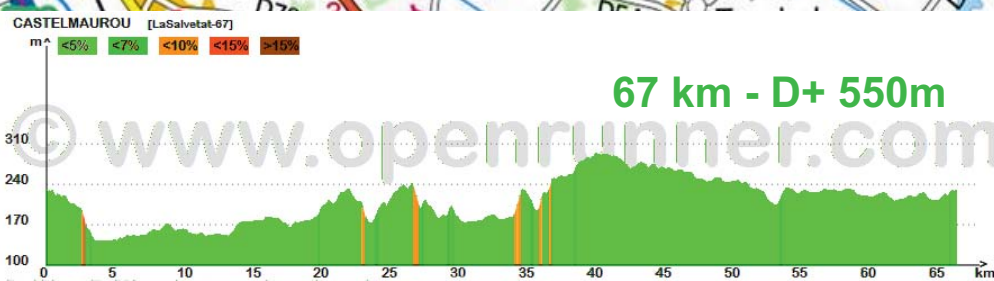 CASTELMAUROU [LaSalvetat-67]
m^ <5% <7% <10% <15% >15%
67 km - D+ 550m
© www.openrunner.com
310
240
170
100
0 5 10 15 20 25 30 35 40 45 50 55 60 65 km